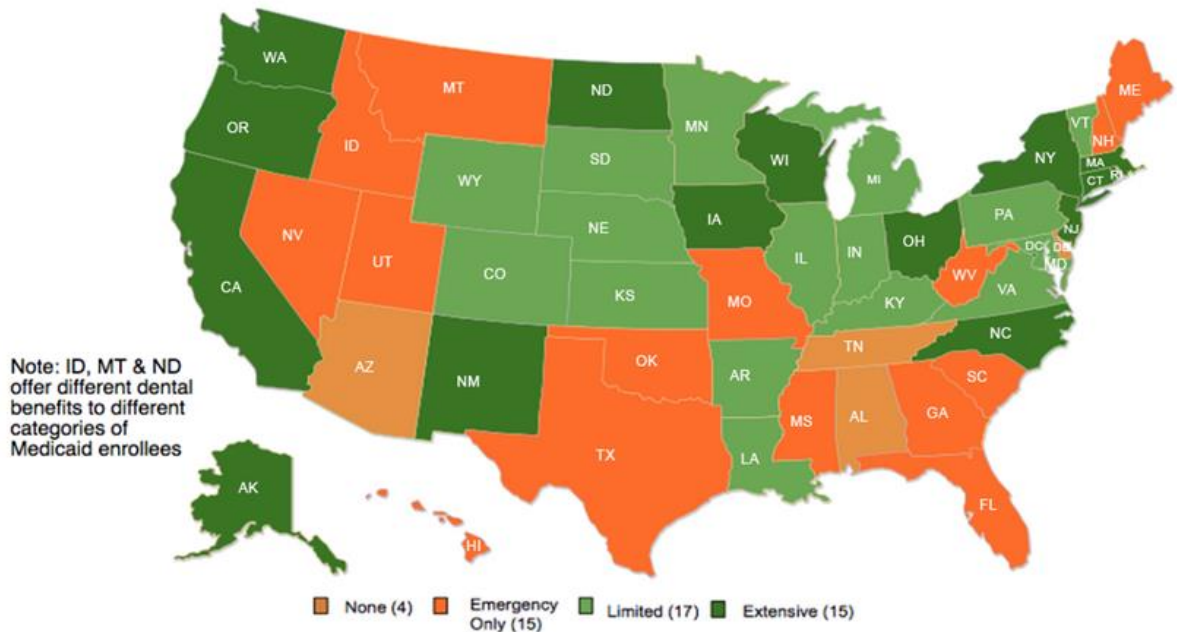 WA
MT
ND
ME
OR
ID
MN
VT
NH
SD
WI
NY
MA
WY
MI
CT
RI
IA
PA
NE
NV
NJ
UT
IL
IN
OH
DC
DE
CA
CO
MD
WV
KS
MO
KY
VA
NC
TN
AZ
OK
NM
AR
SC
Note: ID, MT & ND
offer different dental
benefits to different
categories of
Medicaid enrollees
MS
AL
GA
TX
LA
AK
FL
HI
None (4)
Emergency
Only (15)
Limited (17)
Extensive (15)